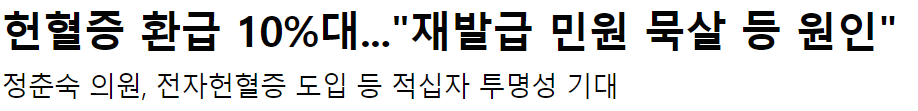 헌혈증 환급 10%대..."재발급 민원 묵살 등 원인"
정춘숙 의원, 전자헌혈증 도입 등 적십자 투명성 기대